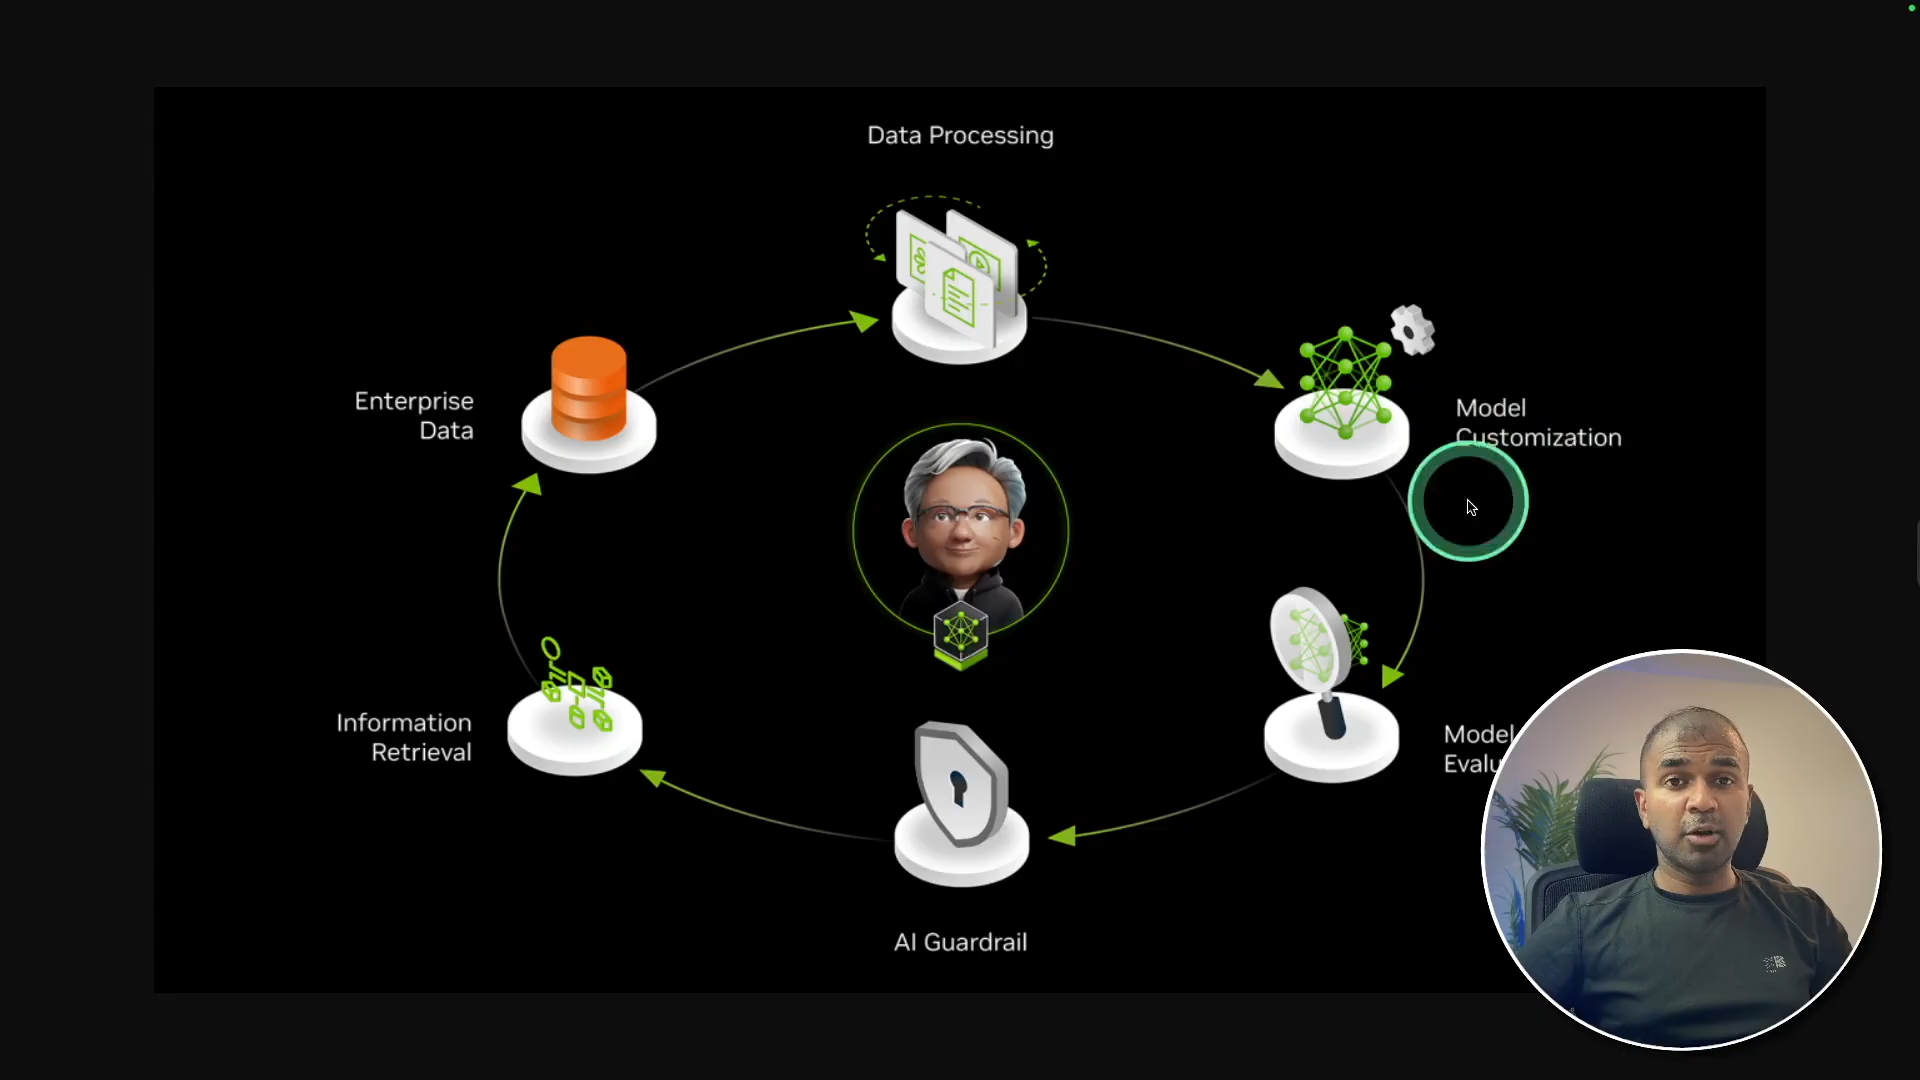 Data Processing
Enterprise
Data
Model
Customization
Information
Retrieval
Model
AI Guardrail